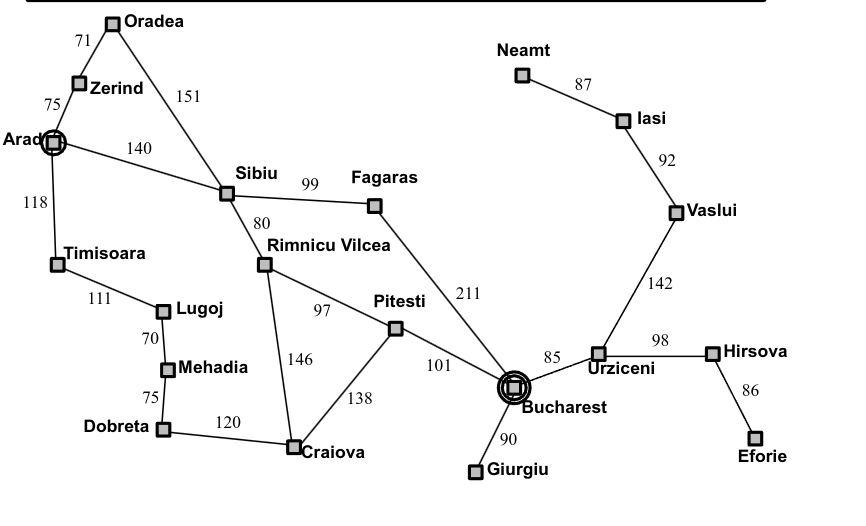 Oradea
71
Neamt
Zerind
87
151
75
Iasi
Arad
140
92
Sibiu
99
Fagaras
118
Vaslui
80
Rimnicu Vilcea
Timisoara
142
211
111
97
Pitesti
Lugoj
70
98
Hirsova
146
101
85
Mehadia
Urziceni
75
138
86
Bucharest
Dobreta
120
90
Craiova
Eforie
Giurgiu